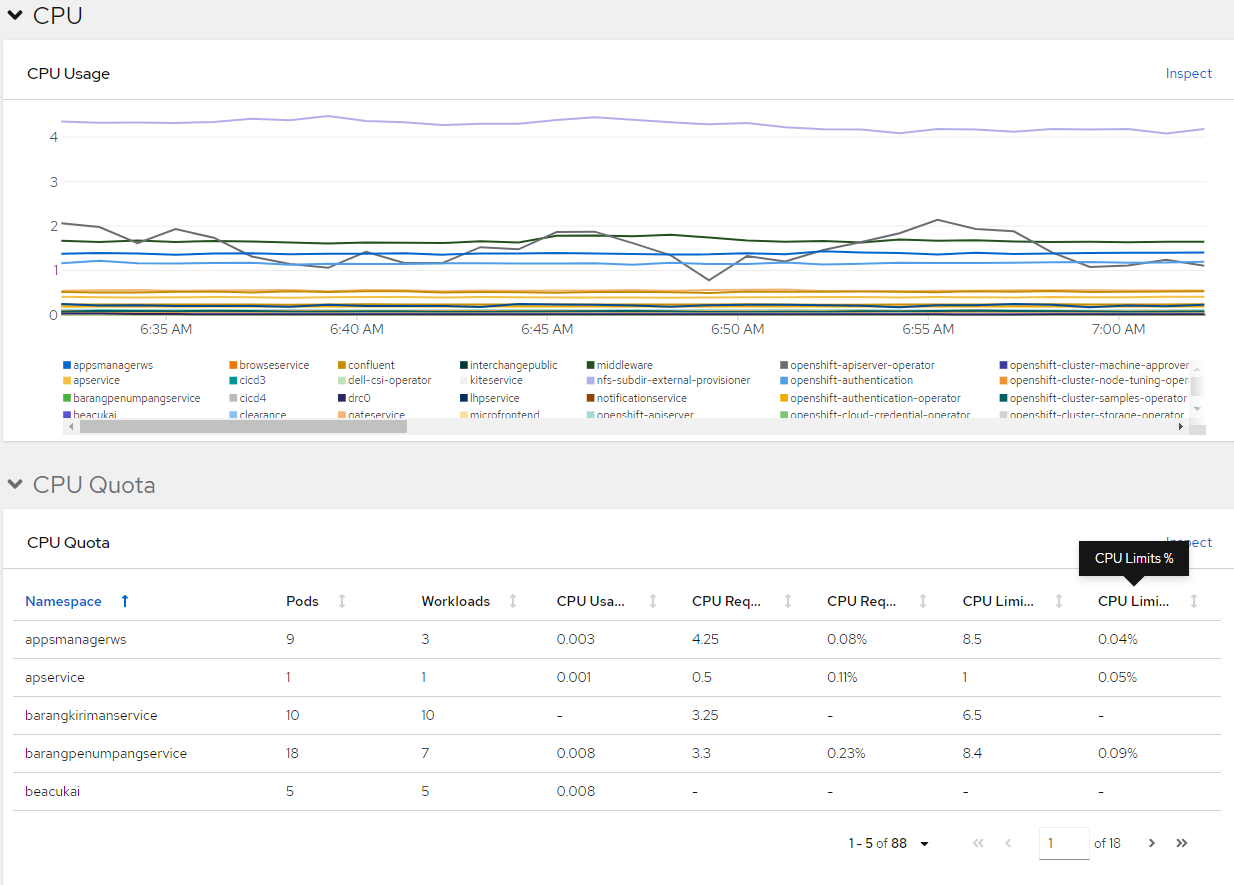 CPU
CPU Usage Inspect
4
3
2
1
0
6:35 AM 6:40 AM 6:45 AM 6:50 AM 6:55 AM 7:00 AM
appsmanagerws browseservice confluent interchangepublic middleware openshift-apiserver-operator openshift-cluster-machine-approver
apservice cicd3 dell-csi-operator kiteservice nfs-subdir-external-provisioner openshift-authentication openshift-cluster-node-tuning-oper
barangpenumpangservice cicd4 drc0 lhpservice notificationservice openshift-authentication-operator openshift-cluster-samples-operator
beacukai clearance gateservice microfrontend openshift-apiserver openshift-cloud-credential-operator openshift-cluster-storage-operator
CPU Quota
CPU Quota Inspect
CPU Limits %
Namespace Pods Workloads CPU Usa... CPU Req... CPU Req... CPU Limi... CPU Limi...
appsmanagerws 9 3 0.003 4.25 0.08% 8.5 0.04%
apservice 1 1 0.001 0.5 0.11% 1 0.05%
barangkirimanservice 10 10 - 3.25 - 6.5 -
barangpenumpangservice 18 7 0.008 3.3 0.23% 8.4 0.09%
beacukai 5 5 0.008 - - - -
1 - 5 of 88 1 of 18